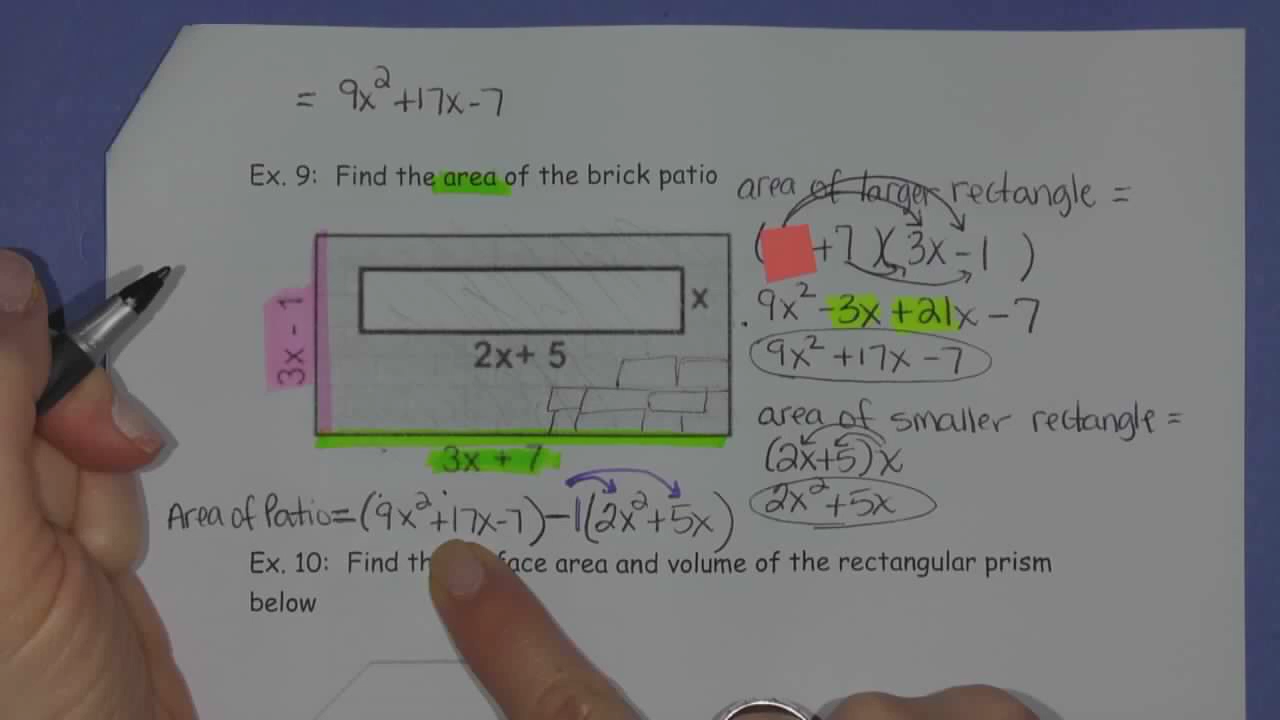 = 9x² +17x - 7
Ex. 9: Find the area of the brick patio
area of larger rectangle =
( +7)(3x - 1)
9x² - 3x + 21x - 7
9x² + 17x - 7
3x - 1
x
2x+ 5
3x + 7
area of smaller rectangle =
(2x+5)x
2x² + 5x
Area of Patio = (9x² + 17x - 7) - 1(2x² + 5x)
Ex. 10: Find face area and volume of the rectangular prism
below